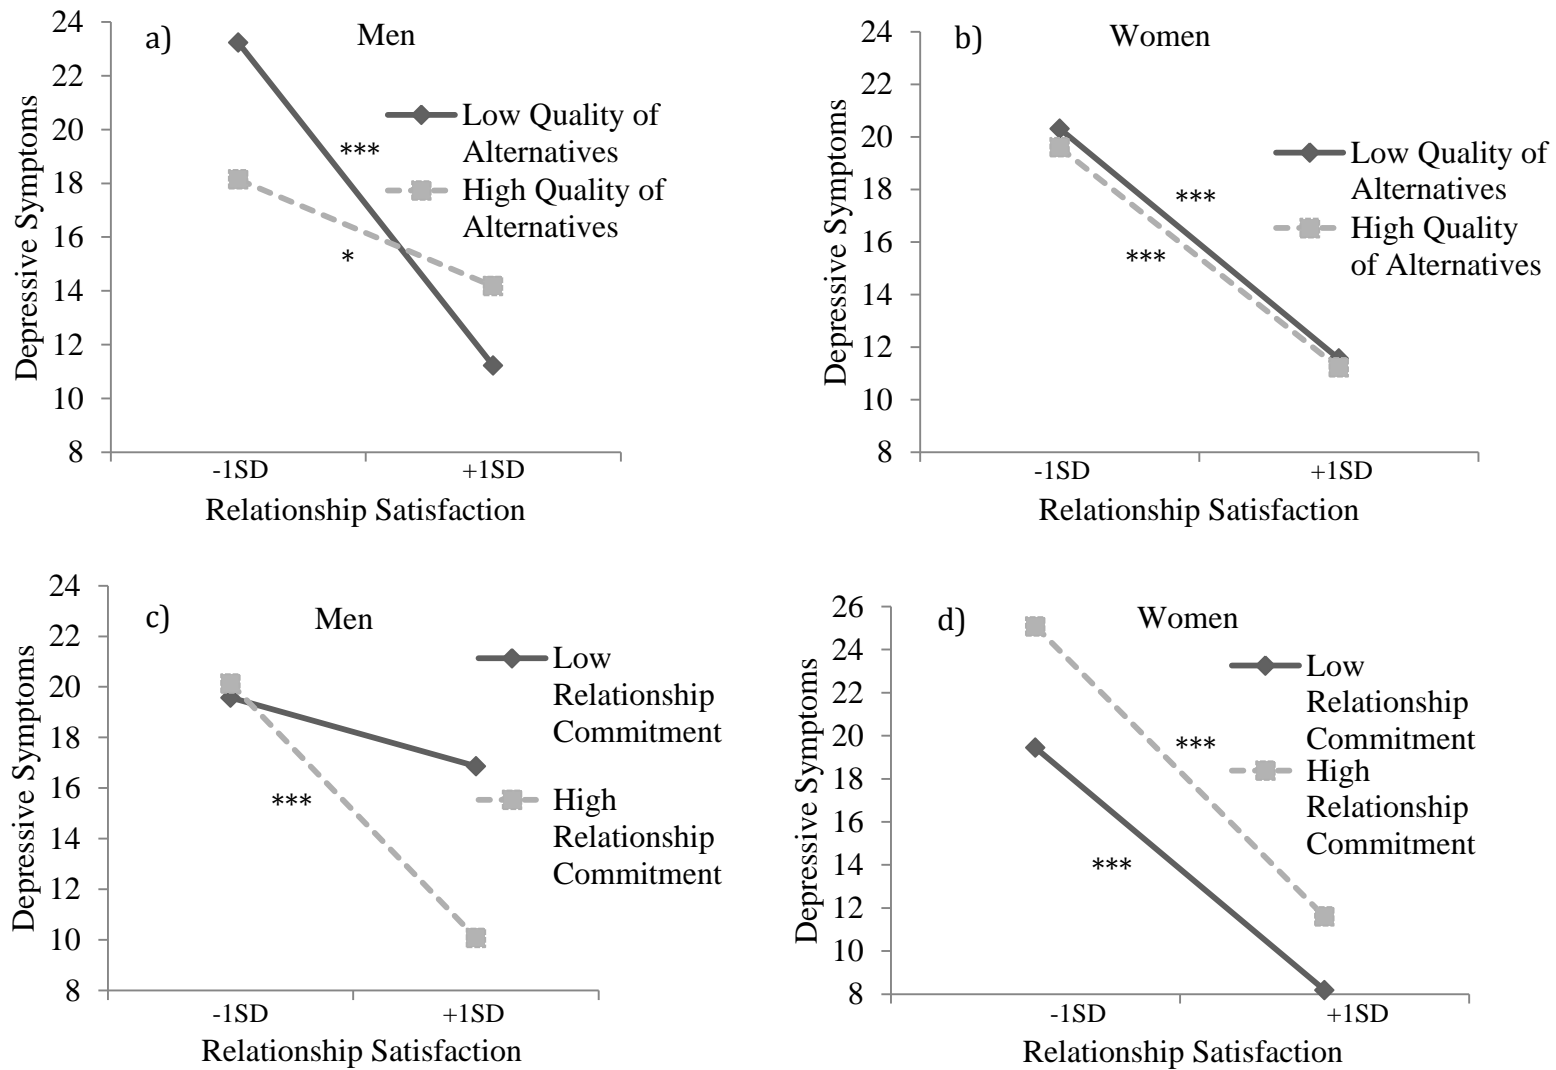 a)
Men
24
22
20
18
16
14
12
10
8
Depressive Symptoms
Low Quality of
Alternatives
High Quality of
Alternatives
***
*
-1SD
+1SD
Relationship Satisfaction
b)
Women
24
22
20
18
16
14
12
10
8
Depressive Symptoms
Low Quality of
Alternatives
High Quality
of Alternatives
***
***
-1SD
+1SD
Relationship Satisfaction
c)
Men
24
22
20
18
16
14
12
10
8
Depressive Symptoms
Low
Relationship
Commitment
High
Relationship
Commitment
***
-1SD
+1SD
Relationship Satisfaction
d)
Women
26
24
22
20
18
16
14
12
10
8
Depressive Symptoms
Low
Relationship
Commitment
High
Relationship
Commitment
***
***
-1SD
+1SD
Relationship Satisfaction